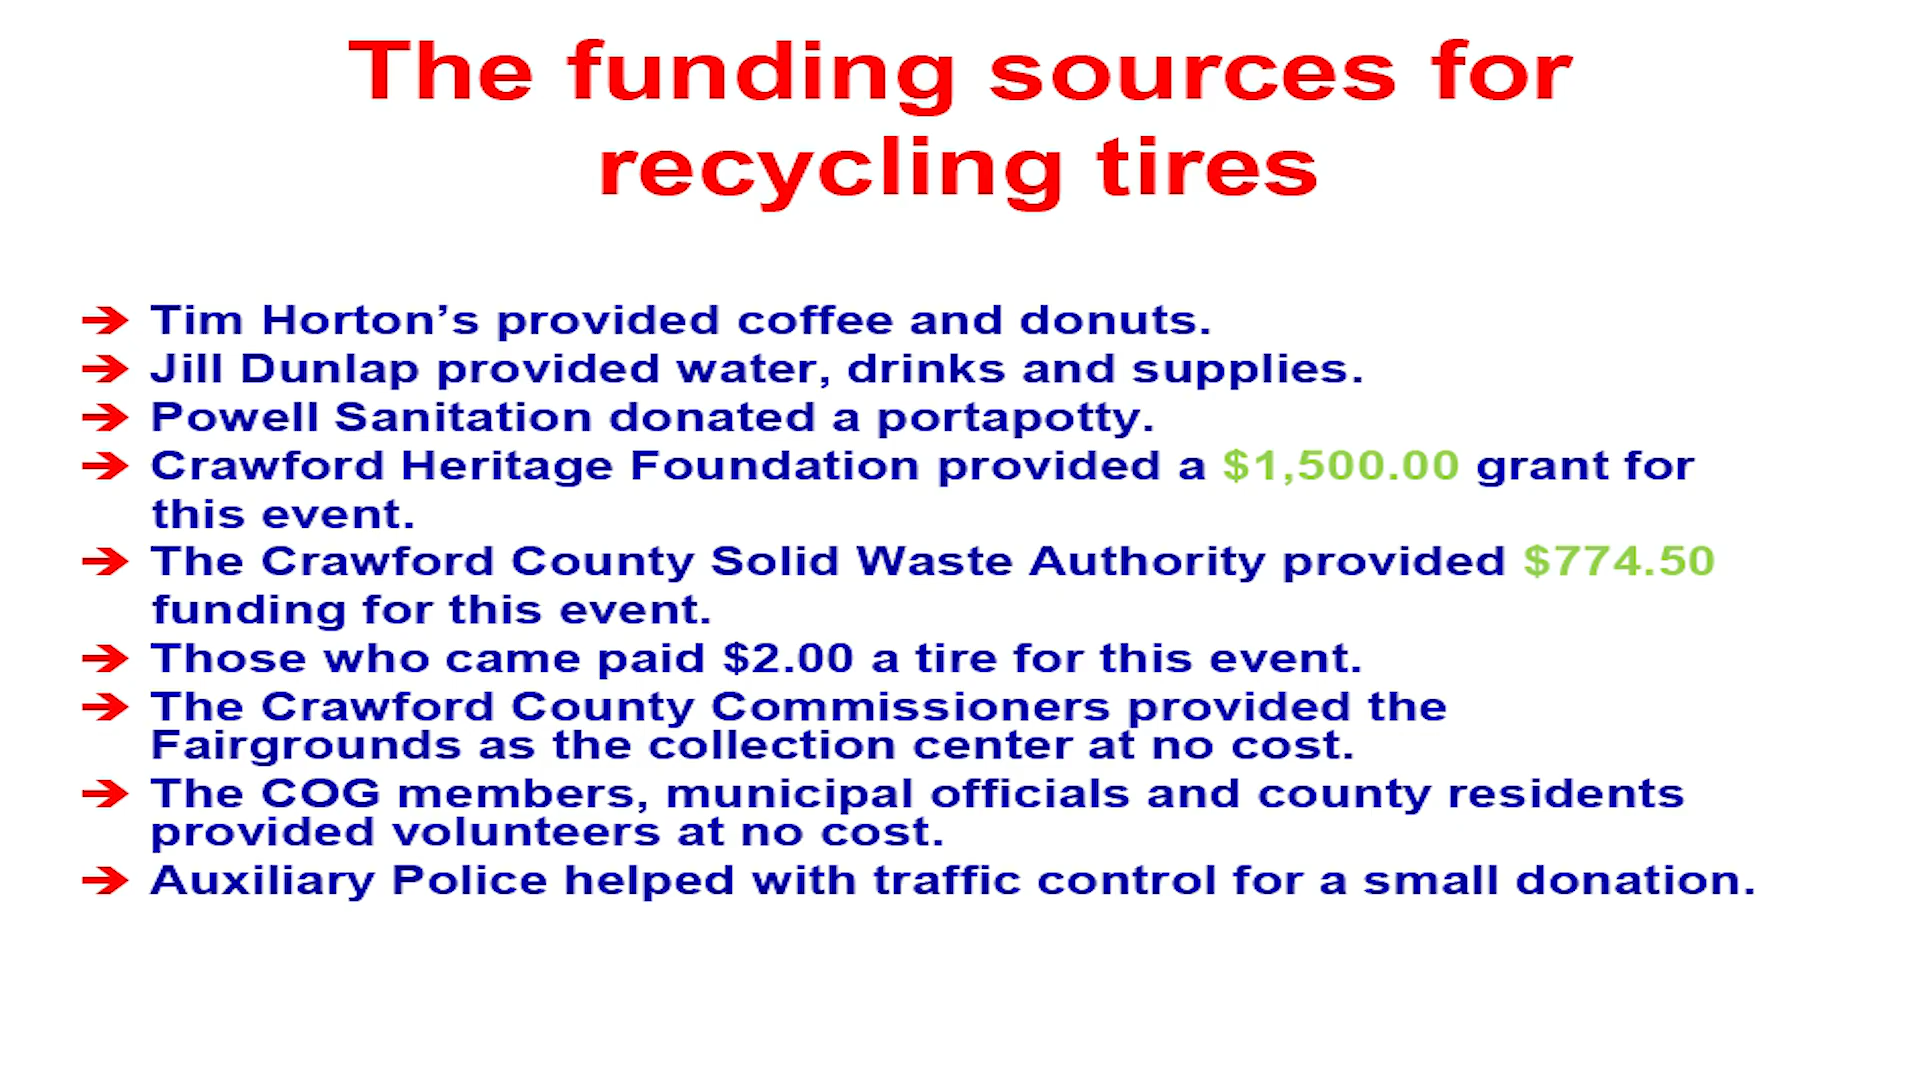 The funding sources for
recycling tires
➔ Tim Horton’s provided coffee and donuts.
➔ Jill Dunlap provided water, drinks and supplies.
➔ Powell Sanitation donated a portapotty.
➔ Crawford Heritage Foundation provided a $1,500.00 grant for
this event.
➔ The Crawford County Solid Waste Authority provided $774.50
funding for this event.
➔ Those who came paid $2.00 a tire for this event.
➔ The Crawford County Commissioners provided the
Fairgrounds as the collection center at no cost.
➔ The COG members, municipal officials and county residents
provided volunteers at no cost.
➔ Auxiliary Police helped with traffic control for a small donation.